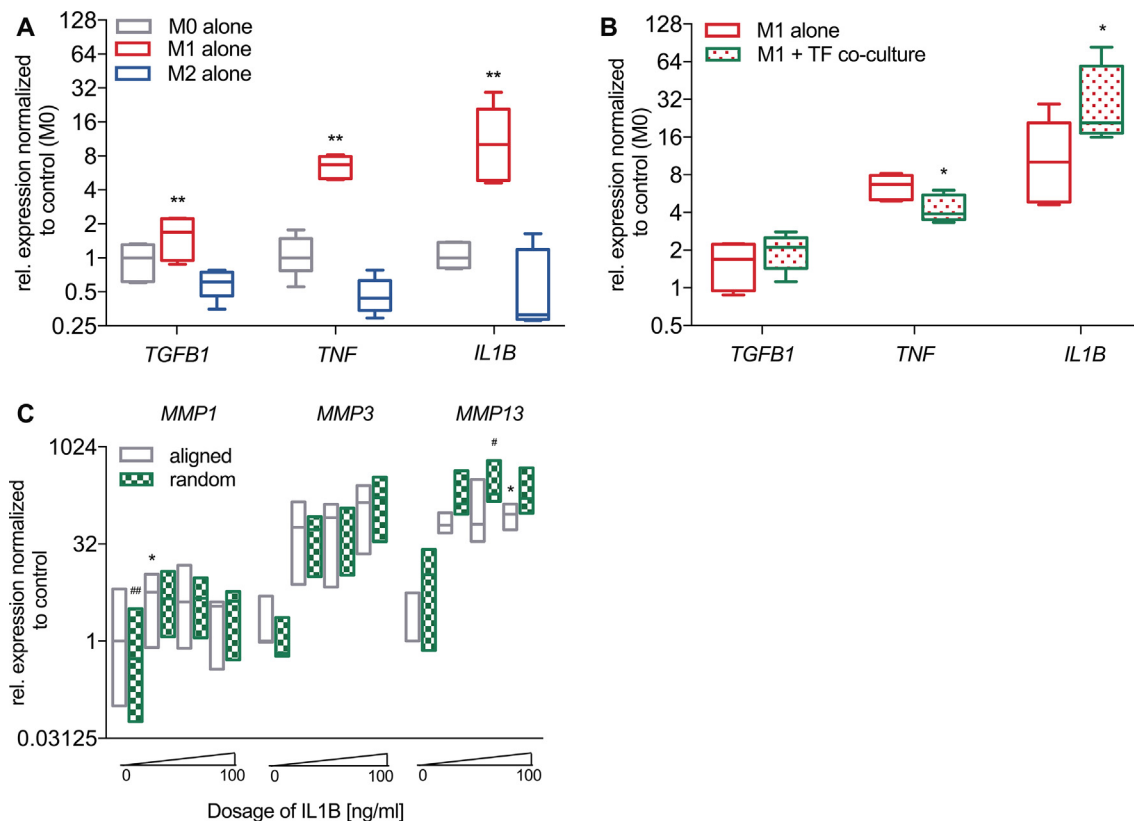 A
128
64
32
16
8
4
2
1
0.5
0.25
rel. expression normalized
to control (M0)
M0 alone
M1 alone
M2 alone
**
**
**
TGFB1
TNF
IL1B
B
128
64
32
16
8
4
2
1
0.5
rel. expression normalized
to control (M0)
M1 alone
M1 + TF co-culture
*
*
TGFB1
TNF
IL1B
C
MMP1
MMP3
MMP13
1024
32
1
0.03125
rel. expression normalized
to control
aligned
random
##
*
#
*
0
100
0
100
0
100
Dosage of IL1B [ng/ml]